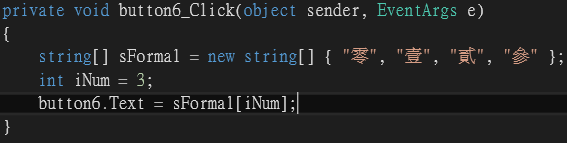 private void button6_Click(object sender, EventArgs e)
{
string[] sFormal = new string[] { "零", "壹", "貳", "參" };
int iNum = 3;
button6.Text = sFormal[iNum];
}